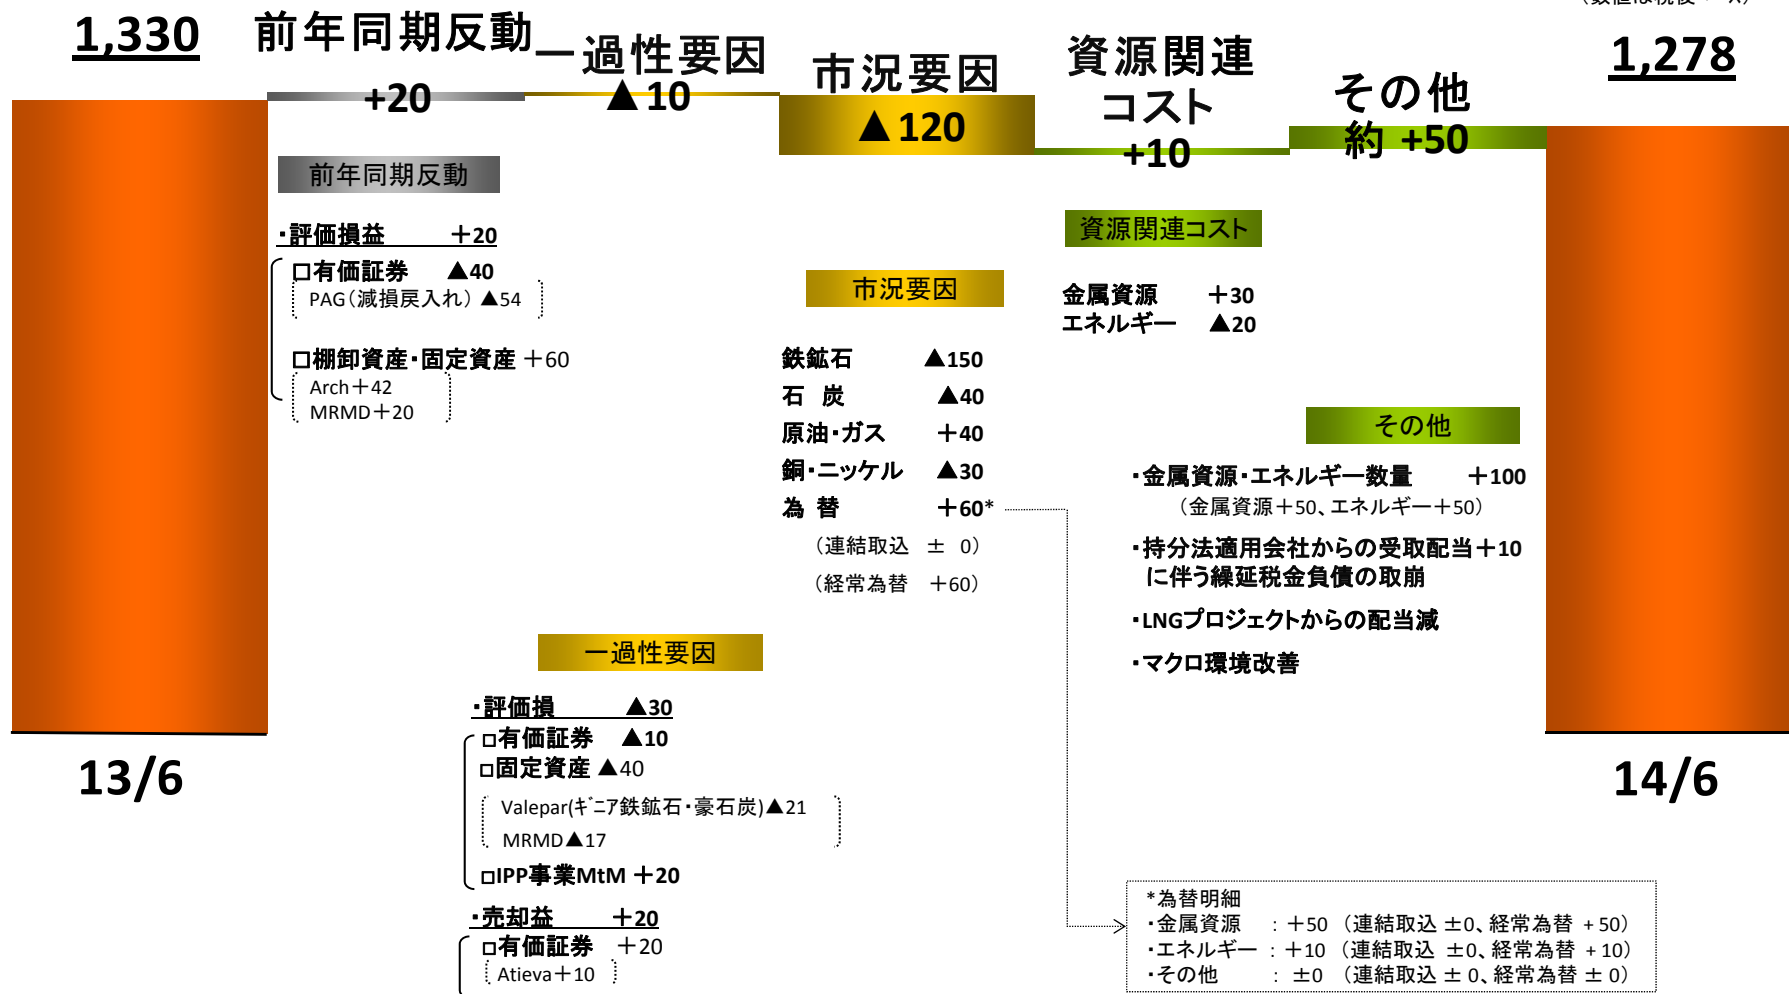 1,330
前年同期反動
+20
一過性要因
▲10
市況要因
▲120
資源関連
コスト
+10
その他
約 +50
1,278
前年同期反動
・評価損益 ＋20
□有価証券 ▲40
PAG（減損戻入れ）▲54
□棚卸資産・固定資産 ＋60
Arch＋42
MRMD＋20
市況要因
鉄鉱石 ▲150
石 炭 ▲40
原油・ガス ＋40
銅・ニッケル ▲30
為 替 ＋60*
（連結取込 ± 0）
（経常為替 ＋60）
資源関連コスト
金属資源 ＋30
エネルギー ▲20
その他
・金属資源・エネルギー数量 ＋100
（金属資源＋50、エネルギー＋50）
・持分法適用会社からの受取配当＋10
に伴う繰延税金負債の取崩
・LNGプロジェクトからの配当減
・マクロ環境改善
一過性要因
・評価損 ▲30
□有価証券 ▲10
□固定資産 ▲40
Valepar(ｷﾞﾆｱ鉄鉱石・豪石炭)▲21
MRMD▲17
□IPP事業MtM ＋20
・売却益 ＋20
□有価証券 ＋20
Atieva＋10
13/6
14/6
*為替明細
・金属資源 : ＋50 （連結取込 ±0、経常為替 + 50）
・エネルギー : ＋10 （連結取込 ±0、経常為替 + 10）
・その他 : ±0 （連結取込 ± 0、経常為替 ± 0）